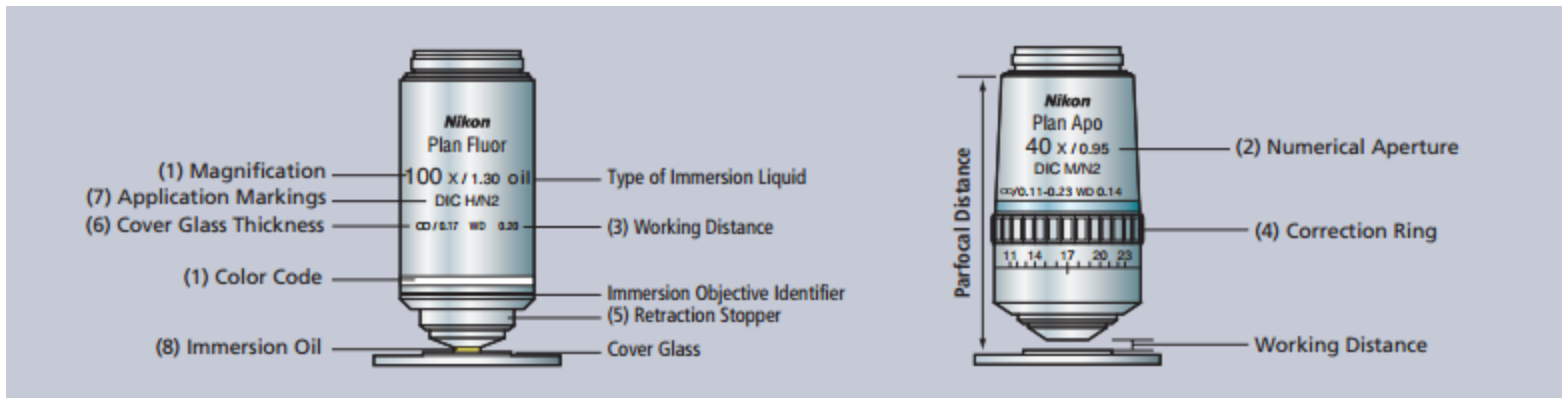 Nikon
Plan Fluor
100 x / 1.30 oil
DIC H/N2
∞ / 0.17 WD 0.20
(1) Magnification
(7) Application Markings
(6) Cover Glass Thickness
(1) Color Code
(8) Immersion Oil
Type of Immersion Liquid
(3) Working Distance
Immersion Objective Identifier
(5) Retraction Stopper
Cover Glass
Parfocal Distance
Nikon
Plan Apo
40 x / 0.95
DIC M/N2
∞/0.11-0.23 WD 0.14
11 14 17 20 23
(2) Numerical Aperture
(4) Correction Ring
Working Distance